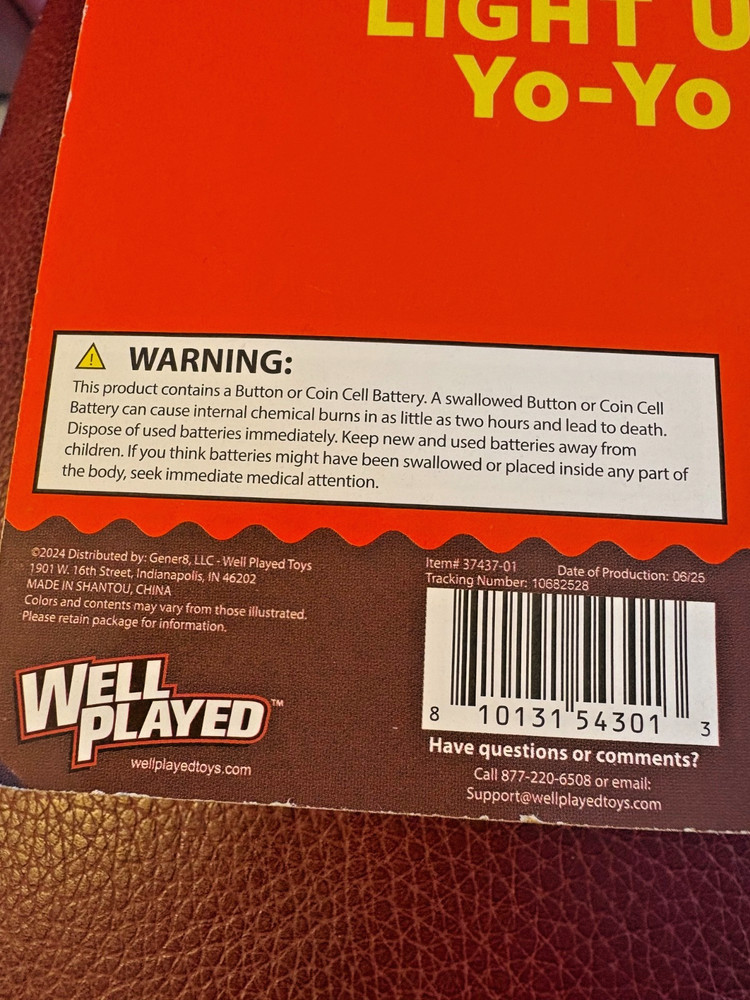 LIGHT U
YO-YO
WARNING:
This product contains a Button or Coin Cell Battery. A swallowed Button or Coin Cell
Battery can cause internal chemical burns in as little as two hours and lead to death.
Dispose of used batteries immediately. Keep new and used batteries away from
children. If you think batteries might have been swallowed or placed inside any part of
the body, seek immediate medical attention.
©2024 Distributed by: Gener8, LLC - Well Played Toys
1901 W. 16th Street, Indianapolis, IN 46202
MADE IN SHANTOU, CHINA
Colors and contents may vary from those illustrated.
Please retain package for information.
WELL
PLAYED™
wellplayedtoys.com
Item# 37437-01 Date of Production: 06/25
Tracking Number: 10682528
8 10131 54301 3
Have questions or comments?
Call 877-220-6508 or email:
Support@wellplayedtoys.com